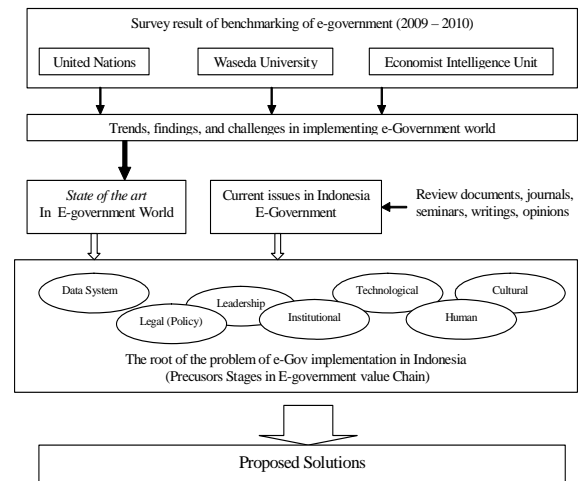 Survey result of benchmarking of e-government (2009 – 2010)
United Nations
Waseda University
Economist Intelligence Unit
Trends, findings, and challenges in implementing e-Government world
State of the art
In E-government World
Current issues in Indonesia
E-Government
Review documents, journals,
seminars, writings, opinions
Data System
Legal (Policy)
Leadership
Institutional
Technological
Human
Cultural
The root of the problem of e-Gov implementation in Indonesia
(Precusors Stages in E-government value Chain)
Proposed Solutions